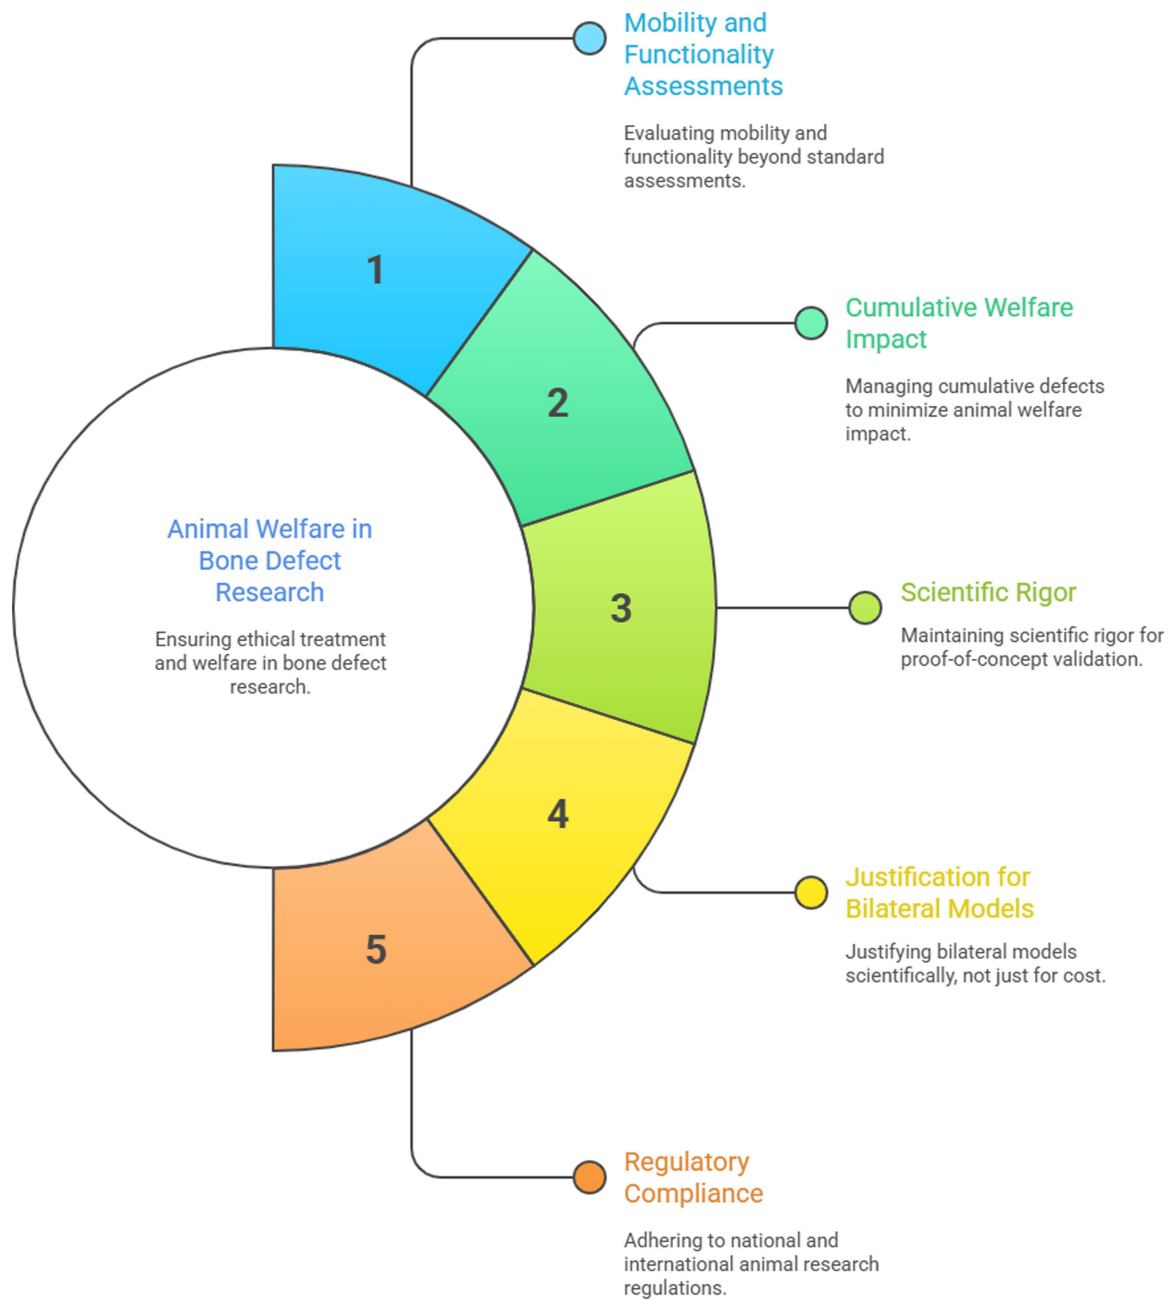 Mobility and
Functionality
Assessments
Evaluating mobility and
functionality beyond standard
assessments.
1
Cumulative Welfare
Impact
Managing cumulative defects
to minimize animal welfare
impact.
2
Animal Welfare in
Bone Defect
Research
Ensuring ethical treatment
and welfare in bone defect
research.
3
Scientific Rigor
Maintaining scientific rigor for
proof-of-concept validation.
4
Justification for
Bilateral Models
Justifying bilateral models
scientifically, not just for cost.
5
Regulatory
Compliance
Adhering to national and
international animal research
regulations.